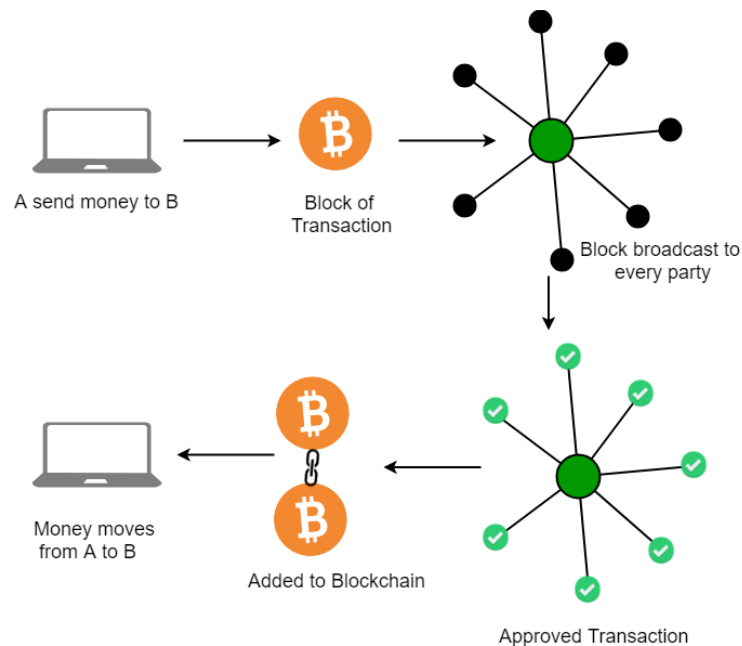 A send money to B
Block of
Transaction
Block broadcast to
every party
Money moves
from A to B
Added to Blockchain
Approved Transaction